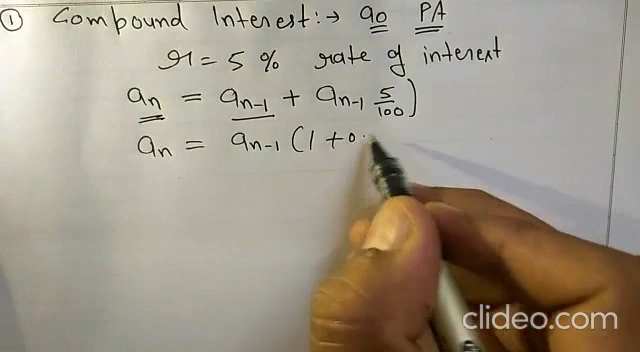 ① Compound Interest:→ a₀ PA
r = 5 % rate of interest
aₙ = aₙ₋₁ + aₙ₋₁ 5/100)
aₙ = aₙ₋₁ (1 + 0.
clideo.com